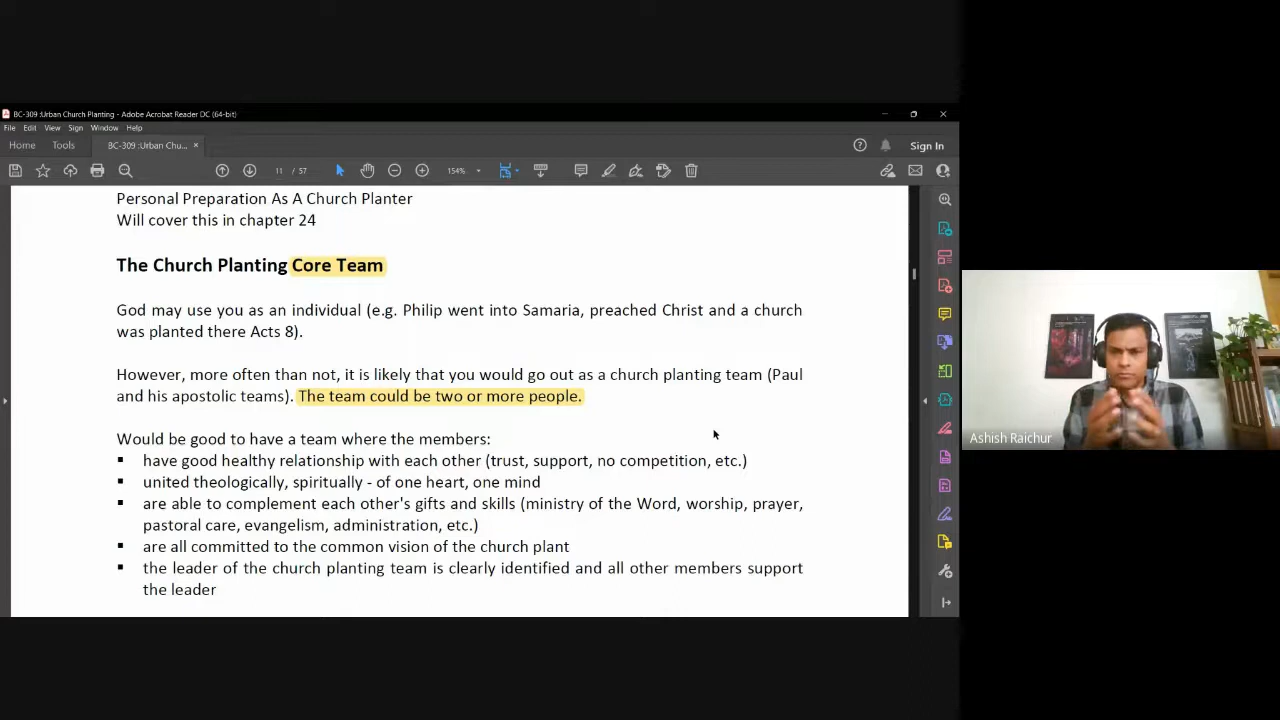 BC-309 :Urban Church Planting - Adobe Acrobat Reader DC (64-bit)
File Edit View Sign Window Help
Home Tools BC-309 :Urban Chu... × Sign In
11 / 57 154%
Personal Preparation As A Church Planter
Will cover this in chapter 24
The Church Planting Core Team
God may use you as an individual (e.g. Philip went into Samaria, preached Christ and a church
was planted there Acts 8).
However, more often than not, it is likely that you would go out as a church planting team (Paul
and his apostolic teams). The team could be two or more people.
Would be good to have a team where the members:
▪ have good healthy relationship with each other (trust, support, no competition, etc.)
▪ united theologically, spiritually - of one heart, one mind
▪ are able to complement each other's gifts and skills (ministry of the Word, worship, prayer,
pastoral care, evangelism, administration, etc.)
▪ are all committed to the common vision of the church plant
▪ the leader of the church planting team is clearly identified and all other members support
the leader
Ashish Raichur